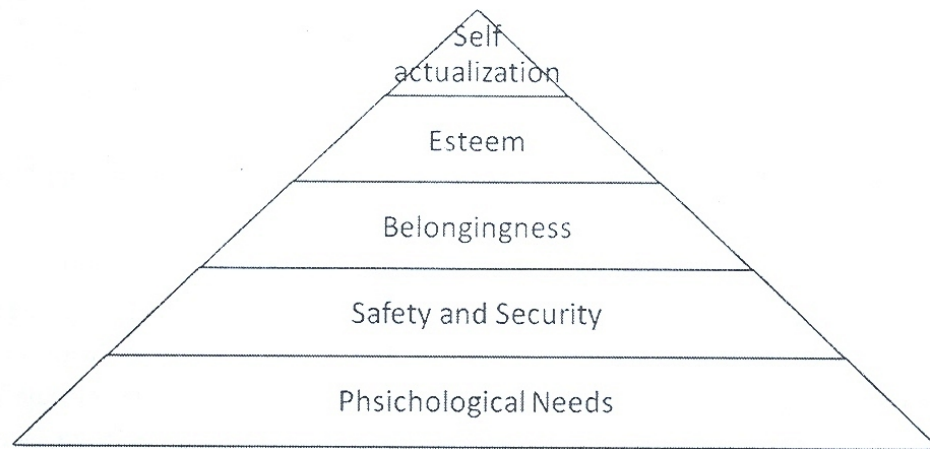 Self
actualization
Esteem
Belongingness
Safety and Security
Phsichological Needs